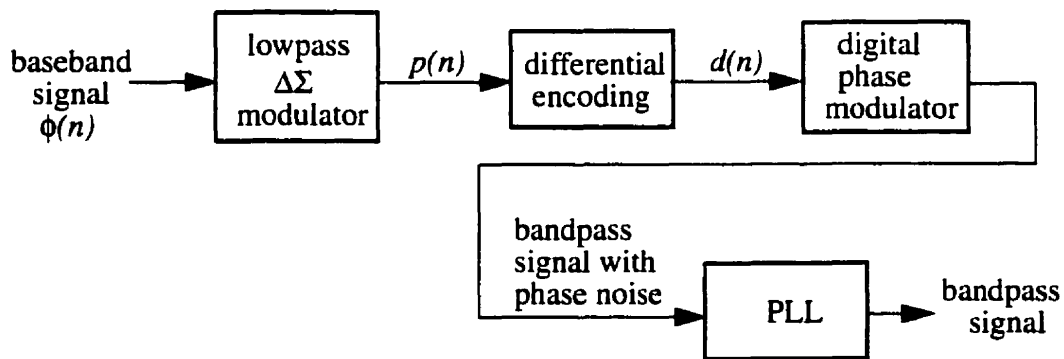 baseband
signal
ϕ(n)
lowpass
ΔΣ
modulator
p(n)
differential
encoding
d(n)
digital
phase
modulator
bandpass
signal with
phase noise
PLL
bandpass
signal